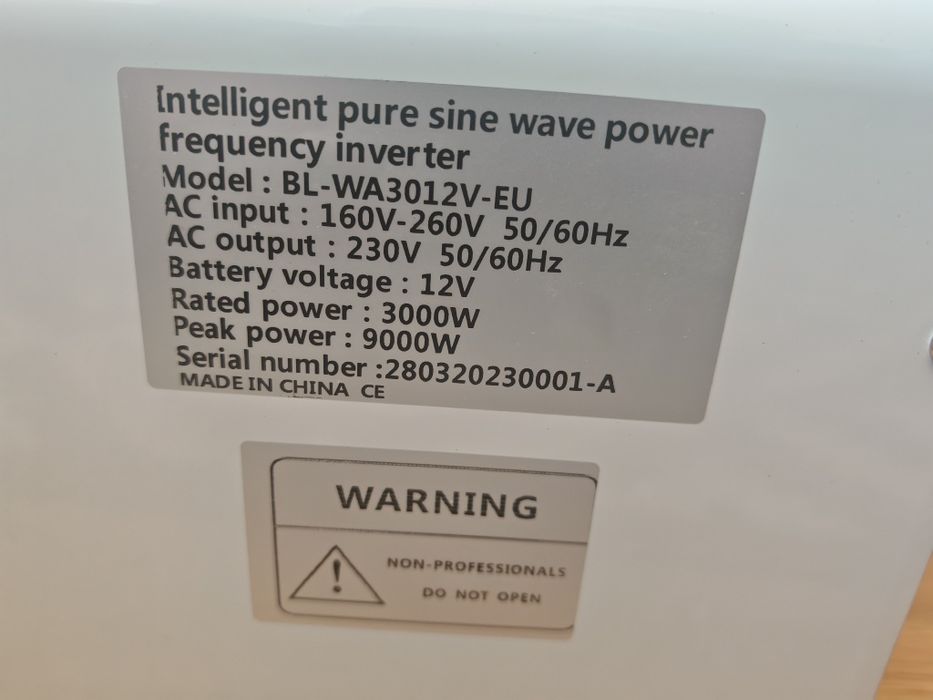 Intelligent pure sine wave power
frequency inverter
Model : BL-WA3012V-EU
AC input : 160V-260V 50/60Hz
AC output : 230V 50/60Hz
Battery voltage : 12V
Rated power : 3000W
Peak power : 9000W
Serial number :280320230001-A
MADE IN CHINA CE
WARNING
NON-PROFESSIONALS
DO NOT OPEN